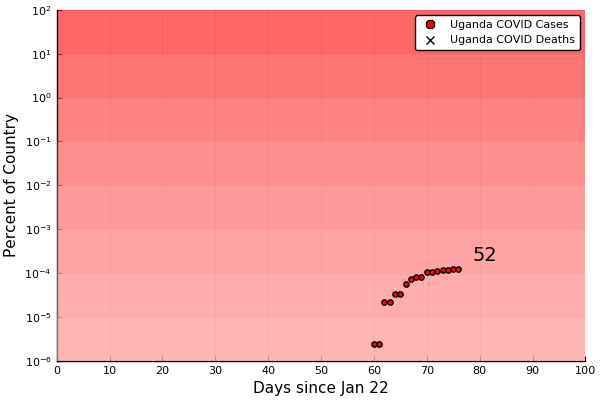 10²
Uganda COVID Cases
Uganda COVID Deaths
10¹
10⁰
10⁻¹
10⁻²
10⁻³
10⁻⁴
10⁻⁵
10⁻⁶
Percent of Country
52
0 10 20 30 40 50 60 70 80 90 100
Days since Jan 22